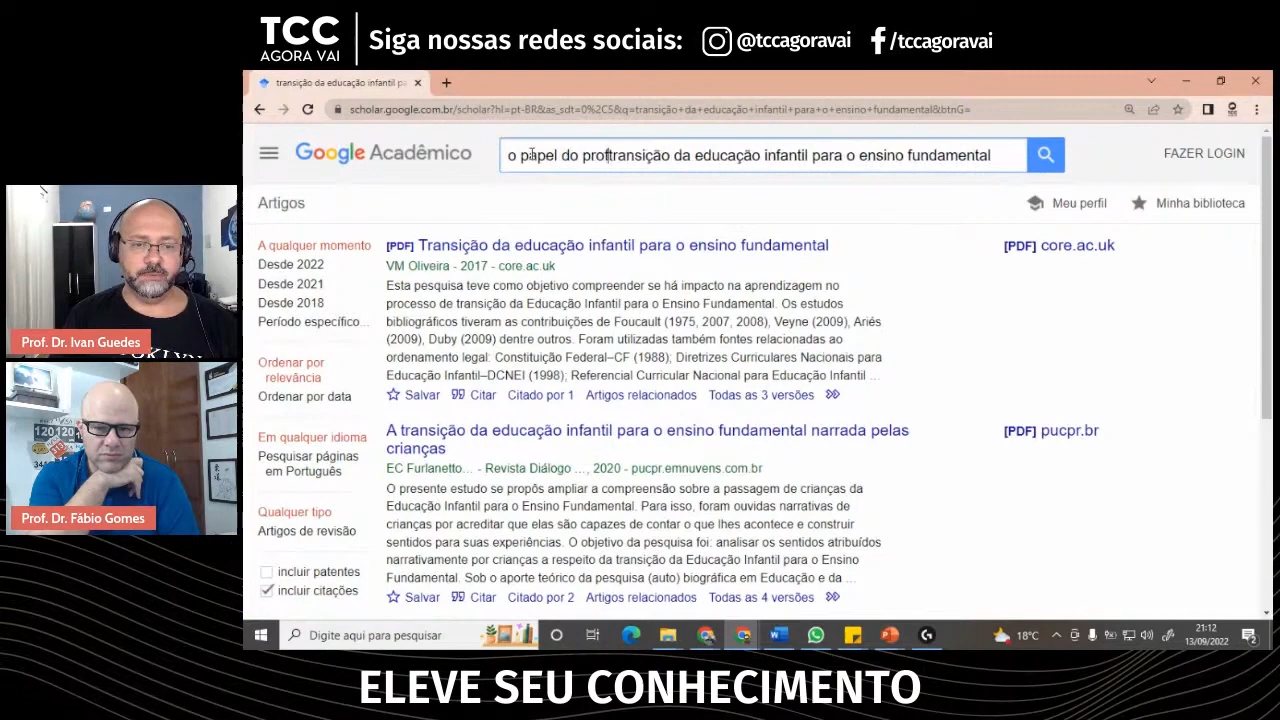 TCC
AGORA VAI
Siga nossas redes sociais:
@tccagoravai
/tccagoravai
transição da educação infantil pa
scholar.google.com.br/scholar?hl=pt-BR&as_sdt=0%2C5&q=transição+da+educação+infantil+para+o+ensino+fundamental&btnG=
Google Acadêmico
o papel do proftransição da educação infantil para o ensino fundamental
FAZER LOGIN
Artigos
Meu perfil
Minha biblioteca
A qualquer momento
Desde 2022
Desde 2021
Desde 2018
Período específico...
Ordenar por
relevância
Ordenar por data
Em qualquer idioma
Pesquisar páginas
em Português
Qualquer tipo
Artigos de revisão
incluir patentes
incluir citações
[PDF] Transição da educação infantil para o ensino fundamental
VM Oliveira - 2017 - core.ac.uk
Esta pesquisa teve como objetivo compreender se há impacto na aprendizagem no
processo de transição da Educação Infantil para o Ensino Fundamental. Os estudos
bibliográficos tiveram as contribuições de Foucault (1975, 2007, 2008), Veyne (2009), Ariés
(2009), Duby (2009) dentre outros. Foram utilizadas também fontes relacionadas ao
ordenamento legal: Constituição Federal–CF (1988); Diretrizes Curriculares Nacionais para
Educação Infantil–DCNEI (1998); Referencial Curricular Nacional para Educação Infantil ...
Salvar Citar Citado por 1 Artigos relacionados Todas as 3 versões
[PDF] core.ac.uk
A transição da educação infantil para o ensino fundamental narrada pelas
crianças
EC Furlanetto... - Revista Diálogo ..., 2020 - pucpr.emnuvens.com.br
O presente estudo se propôs ampliar a compreensão sobre a passagem de crianças da
Educação Infantil para o Ensino Fundamental. Para isso, foram ouvidas narrativas de
crianças por acreditar que elas são capazes de contar o que lhes acontece e construir
sentidos para suas experiências. O objetivo da pesquisa foi: analisar os sentidos atribuídos
narrativamente por crianças a respeito da transição da Educação Infantil para o Ensino
Fundamental. Sob o aporte teórico da pesquisa (auto) biográfica em Educação e da ...
Salvar Citar Citado por 2 Artigos relacionados Todas as 4 versões
[PDF] pucpr.br
Prof. Dr. Ivan Guedes
Prof. Dr. Fábio Gomes
Digite aqui para pesquisar
18°C
21:12
13/09/2022
ELEVE SEU CONHECIMENTO